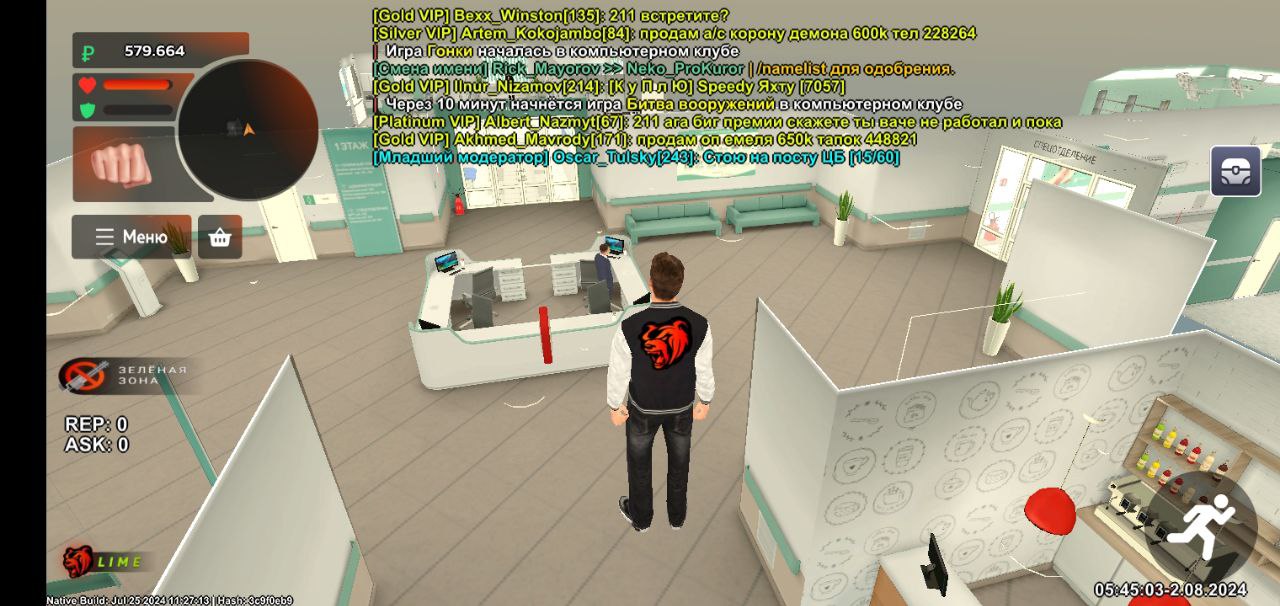 [Gold VIP] Bexx_Winston[135]: 211 встретите?
[Silver VIP] Artem_Kokojambo[84]: продам а/с корону демона 600k тел 228264
| Игра Гонки началась в компьютерном клубе
[Смена имени] Rick_Mayorov >> Neko_ProKuror | /namelist для одобрения.
[Gold VIP] Ilnur_Nizamov[214]: [К у П л Ю] Speedy Яхту [7057]
| Через 10 минут начнётся игра Битва вооружений в компьютерном клубе
[Platinum VIP] Albert_Nazmyt[67]: 211 ага биг премии скажете ты ваче не работал и пока
[Gold VIP] Akhmed_Mavrody[171]: продам оп емеля 650k тапок 448821
[Младший модератор] Oscar_Tulsky[243]: Стою на посту ЦБ [15/60]
579.664
1 ЭТАЖ
СПЕЦОТДЕЛЕНИЕ
Меню
ЗЕЛЁНАЯ
ЗОНА
REP: 0
ASK: 0
LIME
05:45:03-2.08.2024
Native Build: Jul 25 2024 11:27:13 | Hash: 3c9f0eb9